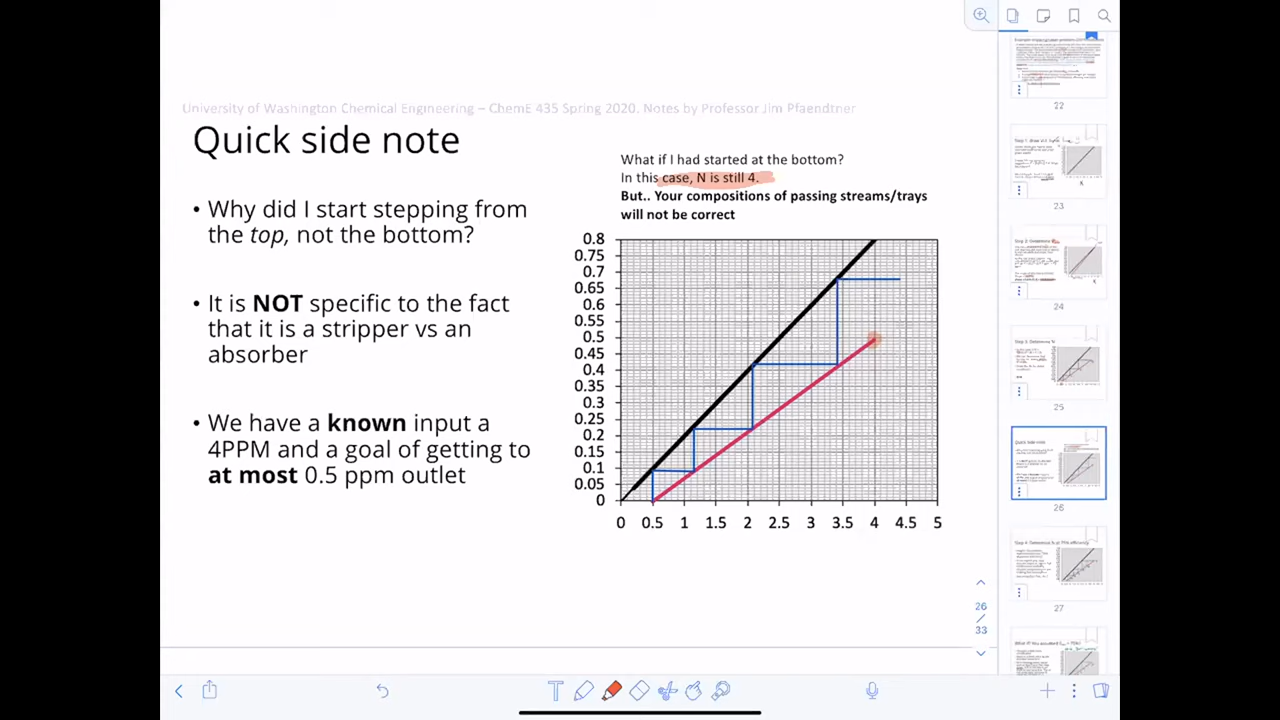 University of Washington Chemical Engineering – ChemE 435 Spring 2020. Notes by Professor Jim Pfaendtner
Quick side note
• Why did I start stepping from
the top, not the bottom?
• It is NOT specific to the fact
that it is a stripper vs an
absorber
• We have a known input a
4PPM and a goal of getting to
at most 0.5 ppm outlet
What if I had started at the bottom?
In this case, N is still 4.
But.. Your compositions of passing streams/trays
will not be correct
0.8
0.75
0.7
0.65
0.6
0.55
0.5
0.45
0.4
0.35
0.3
0.25
0.2
0.15
0.1
0.05
0
0 0.5 1 1.5 2 2.5 3 3.5 4 4.5 5
26
/
33
T
22
23
24
25
Quick side note
26
27